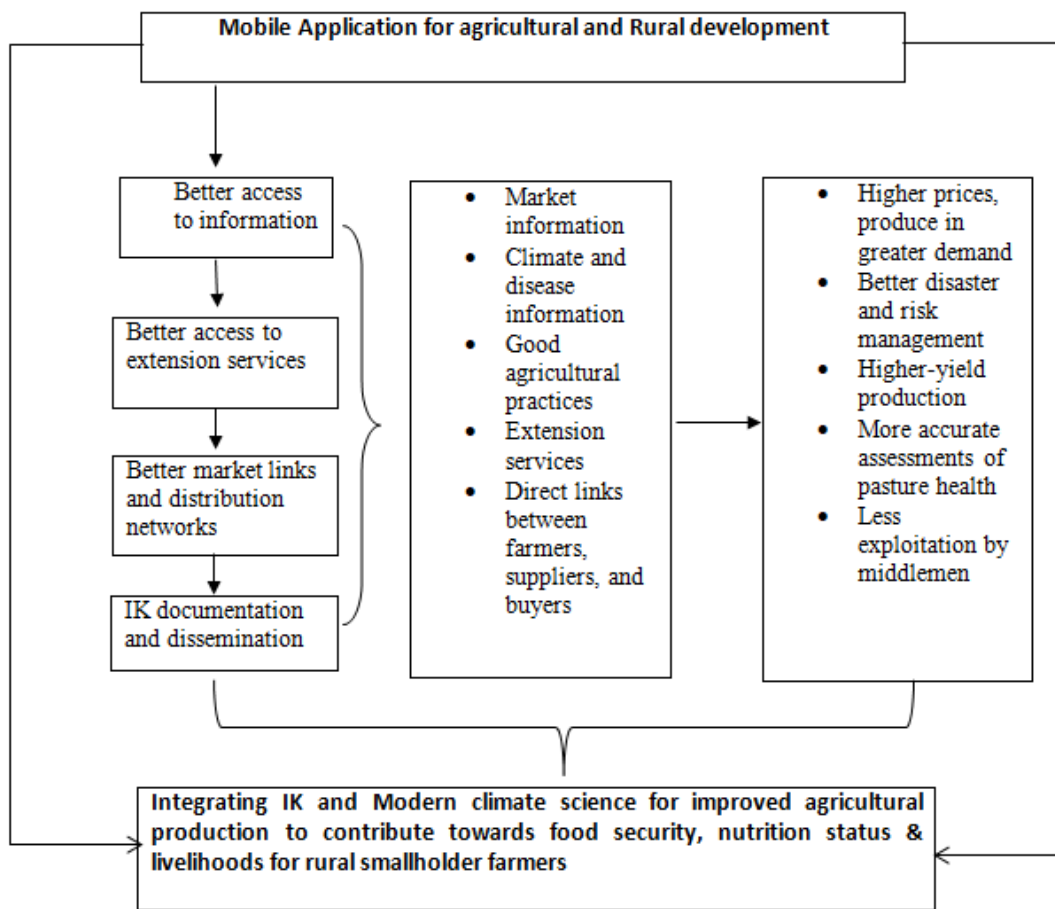 Mobile Application for agricultural and Rural development
Better access
to information
Better access to
extension services
Better market links
and distribution
networks
IK documentation
and dissemination
• Market
information
• Climate and
disease
information
• Good
agricultural
practices
• Extension
services
• Direct links
between
farmers,
suppliers, and
buyers
• Higher prices,
produce in
greater demand
• Better disaster
and risk
management
• Higher-yield
production
• More accurate
assessments of
pasture health
• Less
exploitation by
middlemen
Integrating IK and Modern climate science for improved agricultural
production to contribute towards food security, nutrition status &
livelihoods for rural smallholder farmers